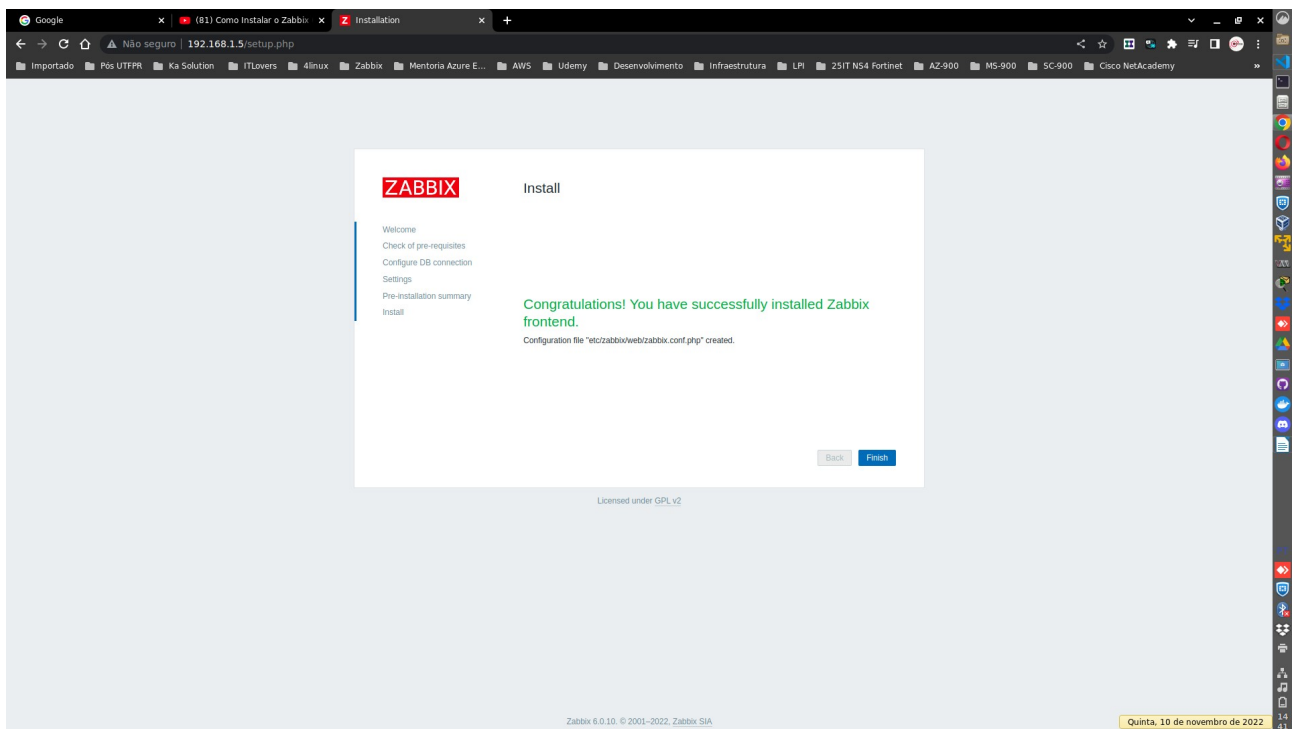 Google
(81) Como Instalar o Zabbix
Installation
Não seguro | 192.168.1.5/setup.php
Importado Pós UTFPR Ka Solution ITLovers 4linux Zabbix Mentoria Azure E... AWS Udemy Desenvolvimento Infraestrutura LPI 25IT NS4 Fortinet AZ-900 MS-900 SC-900 Cisco NetAcademy »
ZABBIX
Install
Welcome
Check of pre-requisites
Configure DB connection
Settings
Pre-installation summary
Install
Congratulations! You have successfully installed Zabbix
frontend.
Configuration file "etc/zabbix/web/zabbix.conf.php" created.
Back Finish
Licensed under GPL v2
Zabbix 6.0.10. © 2001–2022, Zabbix SIA
Quinta, 10 de novembro de 2022
14
41